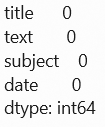 title 0
text 0
subject 0
date 0
dtype: int64